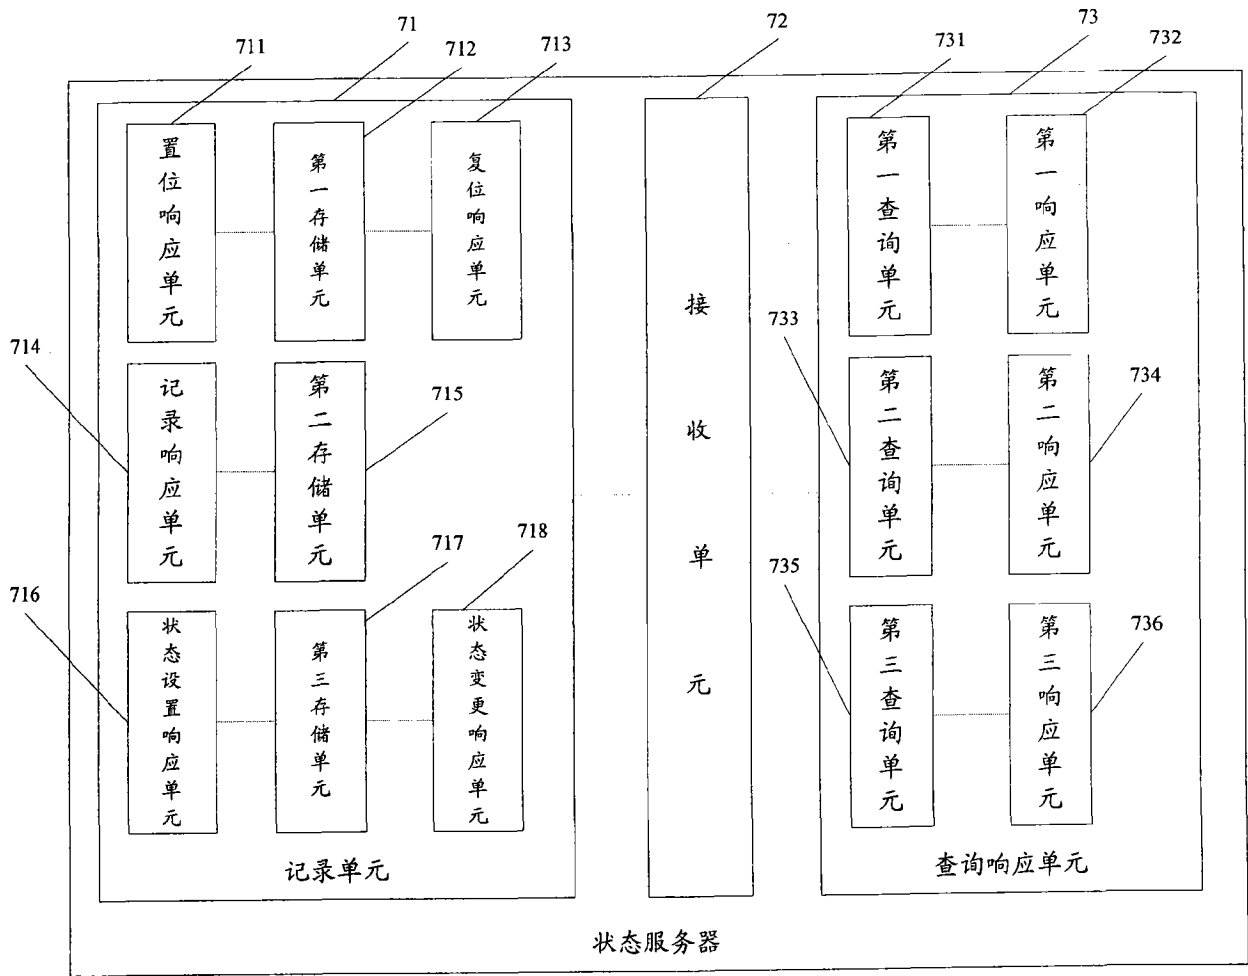 711
71
712
713
72
731
73
732
置位响应单元
第一存储单元
复位响应单元
第一查询单元
第一响应单元
接收单元
714
记录响应单元
第二存储单元
715
733
第二查询单元
第二响应单元
734
716
状态设置响应单元
717
第三存储单元
718
状态变更响应单元
735
第三查询单元
第三响应单元
736
记录单元
查询响应单元
状态服务器